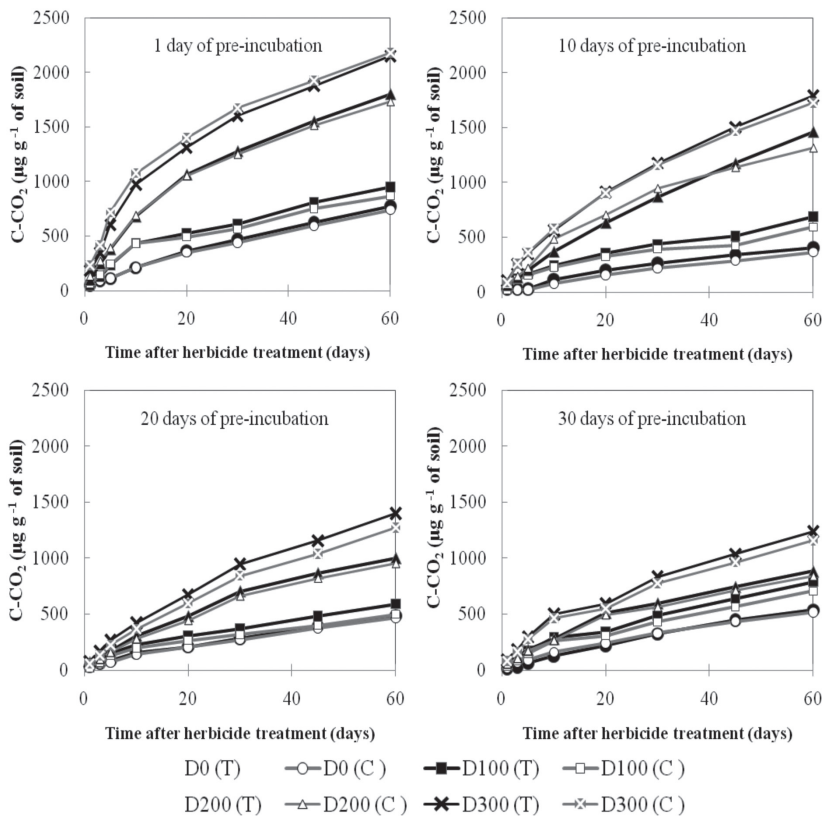 2500
2000
1500
1000
500
0
C-CO₂ (µg g⁻¹ of soil)
1 day of pre-incubation
0 20 40 60
Time after herbicide treatment (days)
2500
2000
1500
1000
500
0
C-CO₂ (µg g⁻¹ of soil)
10 days of pre-incubation
0 20 40 60
Time after herbicide treatment (days)
2500
2000
1500
1000
500
0
C-CO₂ (µg g⁻¹ of soil)
20 days of pre-incubation
0 20 40 60
Time after herbicide treatment (days)
2500
2000
1500
1000
500
0
C-CO₂ (µg g⁻¹ of soil)
30 days of pre-incubation
0 20 40 60
Time after herbicide treatment (days)
D0 (T) D0 (C ) D100 (T) D100 (C )
D200 (T) D200 (C ) D300 (T) D300 (C )